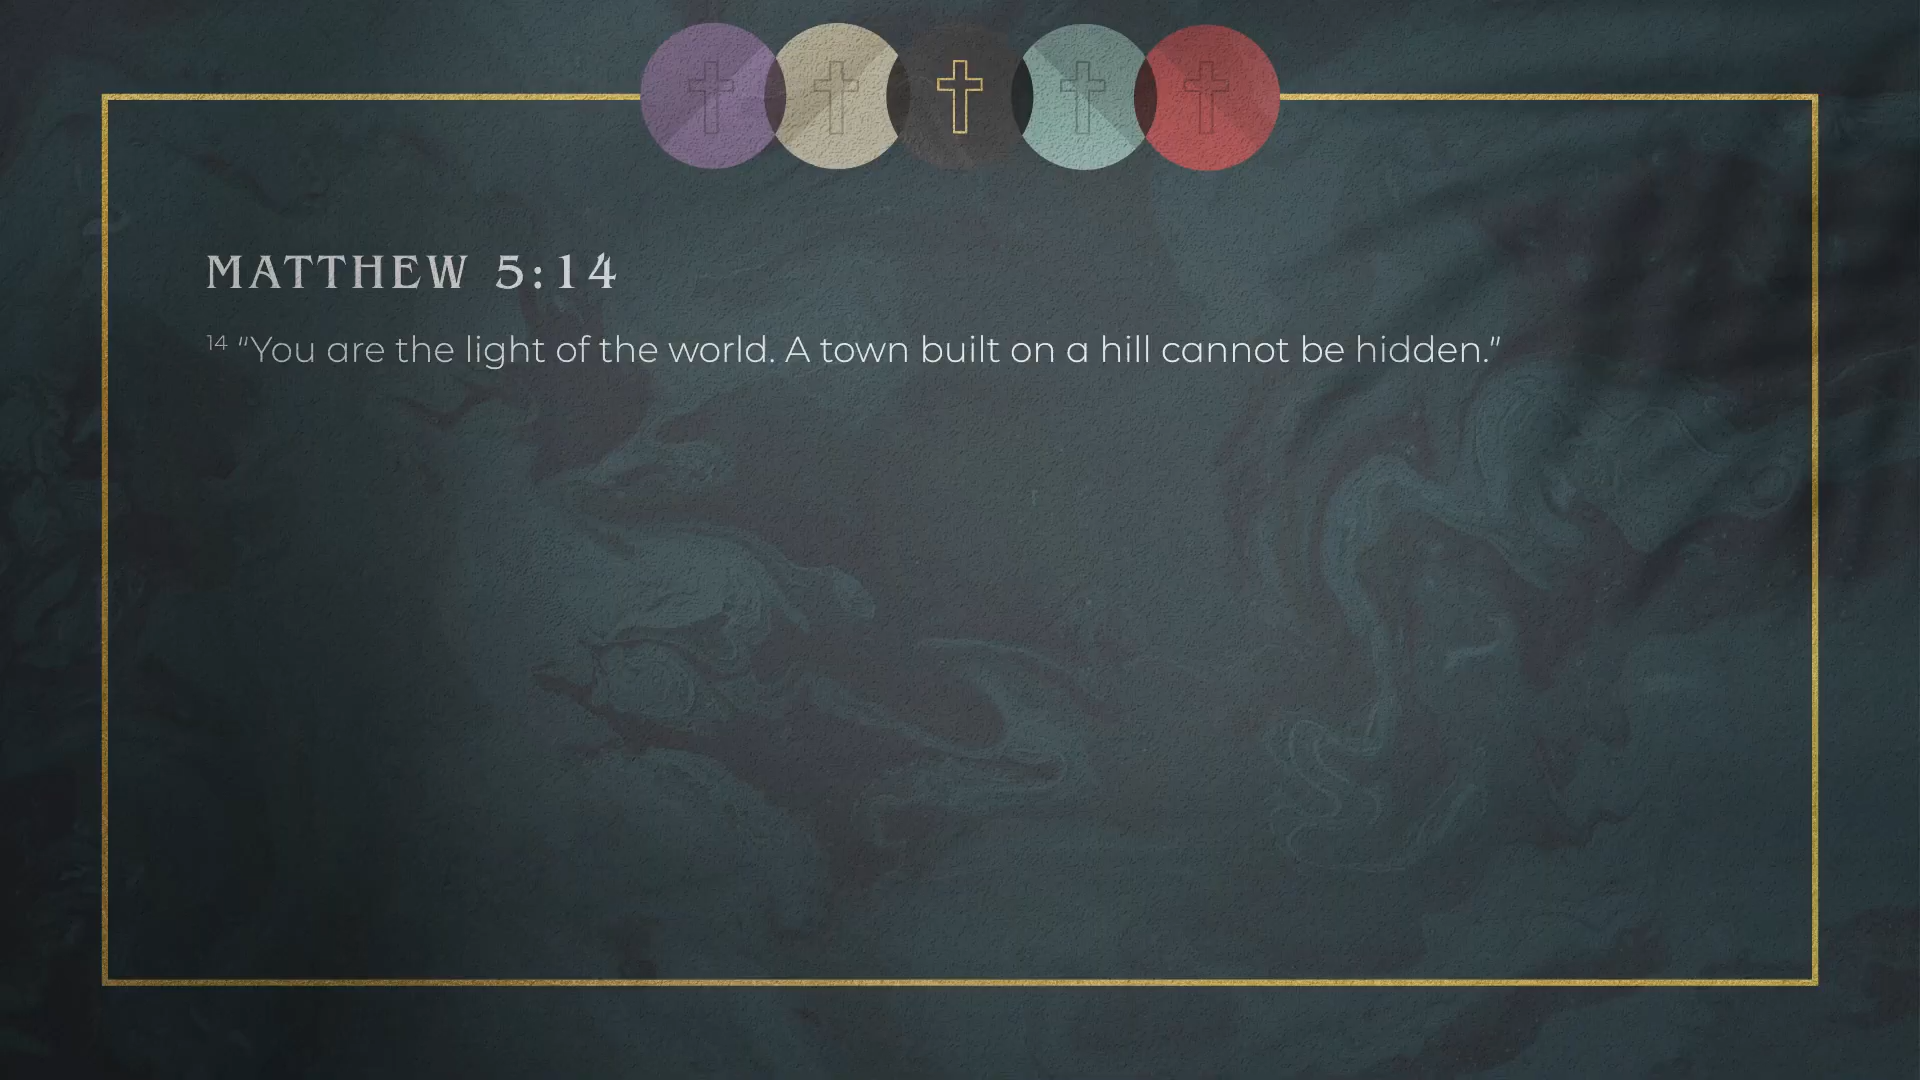 MATTHEW 5:14
14 “You are the light of the world. A town built on a hill cannot be hidden.”